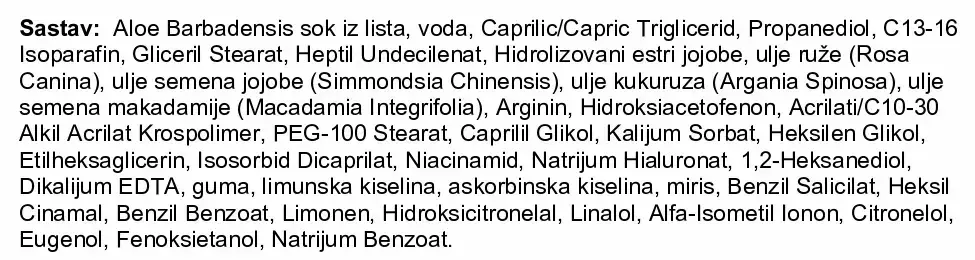 Sastav: Aloe Barbadensis sok iz lista, voda, Caprilic/Capric Triglicerid, Propanediol, C13-16
Isoparafin, Gliceril Stearat, Heptil Undecilenat, Hidrolizovani estri jojobe, ulje ruže (Rosa
Canina), ulje semena jojobe (Simmondsia Chinensis), ulje kukuruza (Argania Spinosa), ulje
semena makadamije (Macadamia Integrifolia), Arginin, Hidroksiacetofenon, Acrilati/C10-30
Alkil Acrilat Krospolimer, PEG-100 Stearat, Caprilil Glikol, Kalijum Sorbat, Heksilen Glikol,
Etilheksaglicerin, Isosorbid Dicaprilat, Niacinamid, Natrijum Hialuronat, 1,2-Heksanediol,
Dikalijum EDTA, guma, limunska kiselina, askorbinska kiselina, miris, Benzil Salicilat, Heksil
Cinamal, Benzil Benzoat, Limonen, Hidroksicitronelal, Linalol, Alfa-Isometil Ionon, Citronelol,
Eugenol, Fenoksietanol, Natrijum Benzoat.